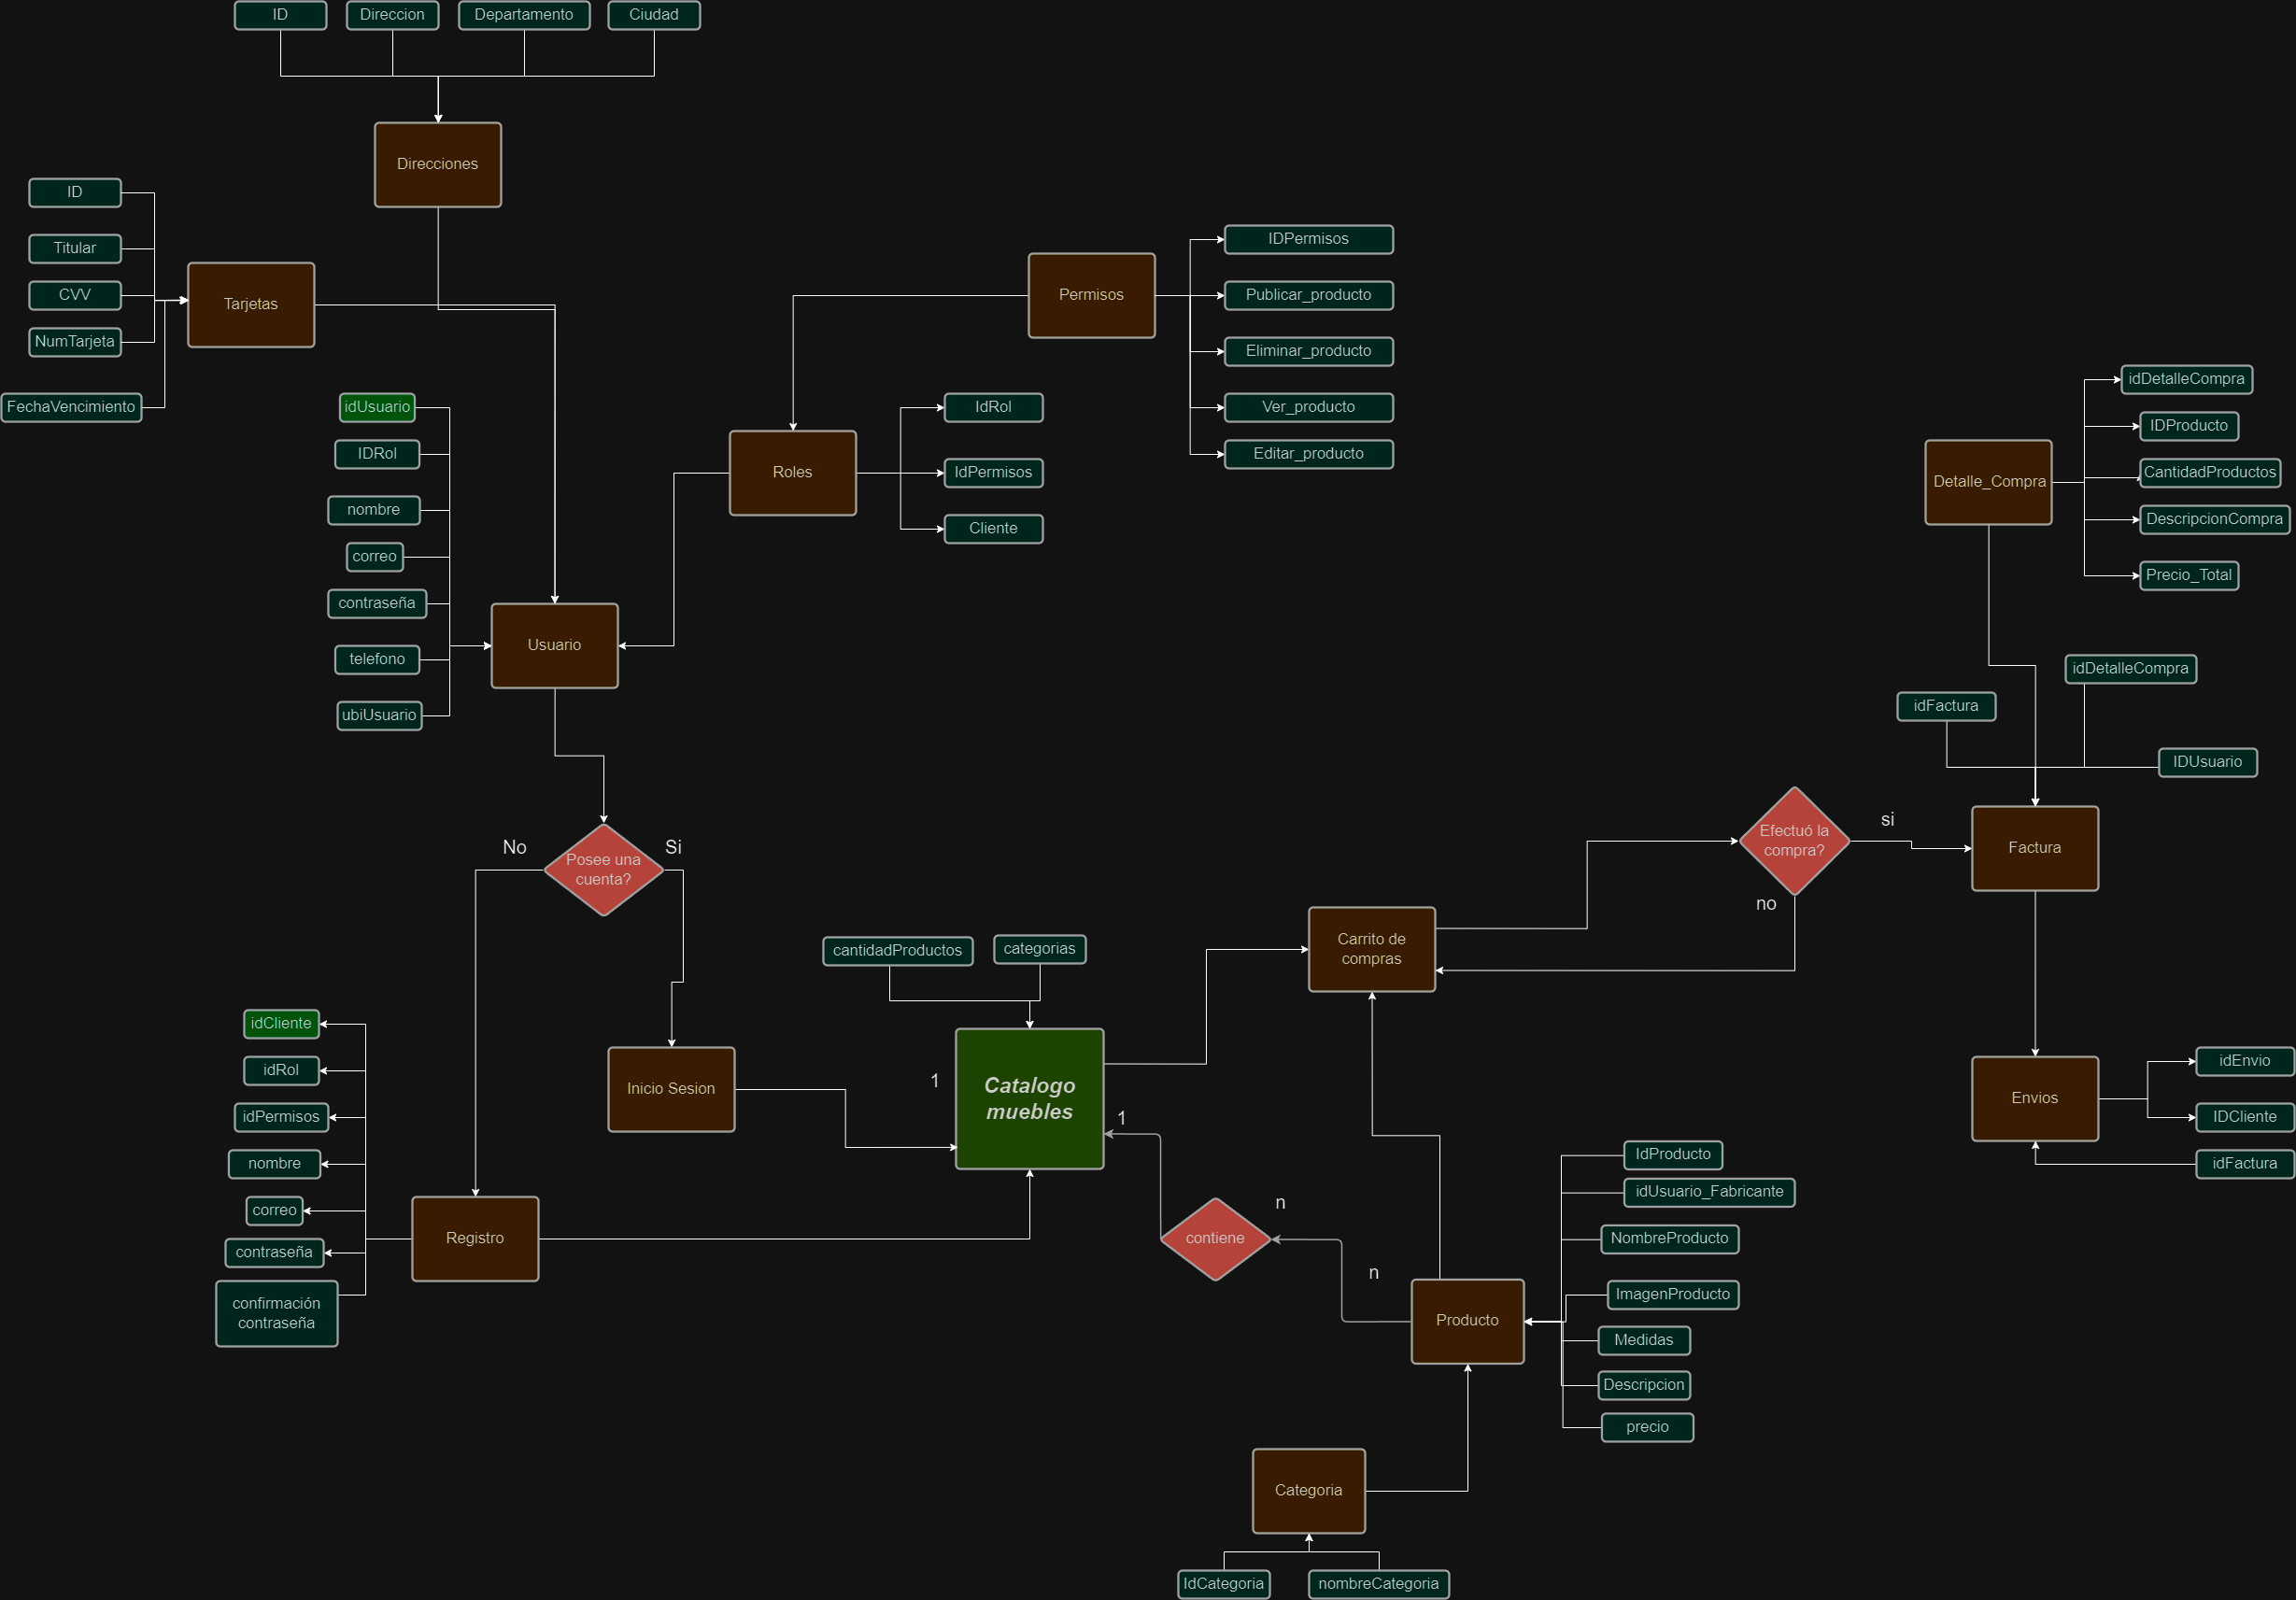 ID
Direccion
Departamento
Ciudad
Direcciones
ID
Titular
CVV
NumTarjeta
FechaVencimiento
Tarjetas
Permisos
IDPermisos
Publicar_producto
Eliminar_producto
Ver_producto
Editar_producto
Roles
IdRol
IdPermisos
Cliente
idUsuario
IDRol
nombre
correo
contraseña
telefono
ubiUsuario
Usuario
Detalle_Compra
idDetalleCompra
IDProducto
CantidadProductos
DescripcionCompra
Precio_Total
idDetalleCompra
idFactura
IDUsuario
Factura
Efectuó la
compra?
si
no
No
Posee una
cuenta?
Si
Carrito de
compras
cantidadProductos
categorias
Catalogo
muebles
1
1
Inicio Sesion
idCliente
idRol
idPermisos
nombre
correo
contraseña
confirmación
contraseña
Registro
Envios
idEnvio
IDCliente
idFactura
contiene
n
n
Producto
IdProducto
idUsuario_Fabricante
NombreProducto
ImagenProducto
Medidas
Descripcion
precio
Categoria
IdCategoria
nombreCategoria